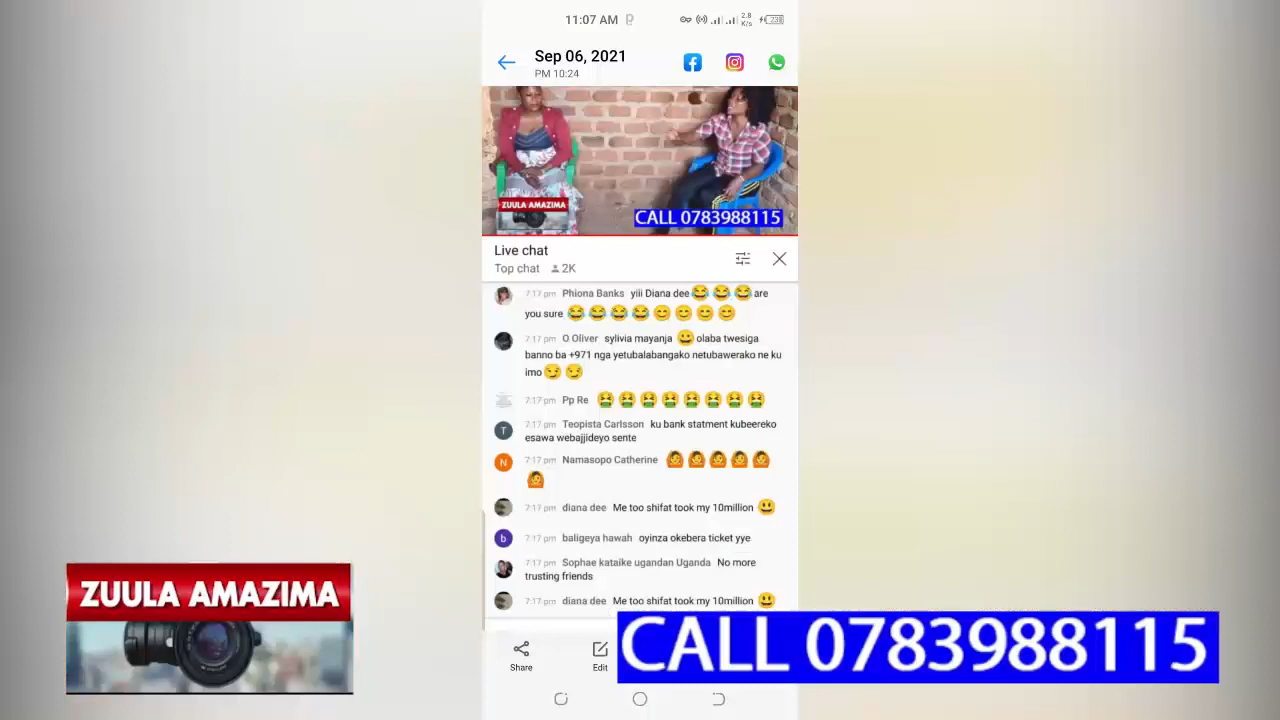 11:07 AM
2.8
K/s
23
Sep 06, 2021
PM 10:24
ZUULA AMAZIMA
CALL 0783988115
Live chat
Top chat 2K
7:17 pm Phiona Banks yiii Diana dee😂😂😂are
you sure 😂😂😂😂😊😊😊😊
7:17 pm O Oliver sylivia mayanja 😀olaba twesiga
banno ba +971 nga yetubalabangako netubawerako ne ku
imo😏😏
7:17 pm Pp Re 🤮🤮🤮🤮🤮🤮🤮🤮
T
7:17 pm Teopista Carlsson ku bank statment kubeereko
esawa webajjideyo sente
N
7:17 pm Namasopo Catherine 🙆🙆🙆🙆🙆
🙆
7:17 pm diana dee Me too shifat took my 10million 😃
b
7:17 pm baligeya hawah oyinza okebera ticket yye
7:17 pm Sophae kataike ugandan Uganda No more
trusting friends
7:17 pm diana dee Me too shifat took my 10million 😃
Share
Edit
ZUULA AMAZIMA
CALL 0783988115